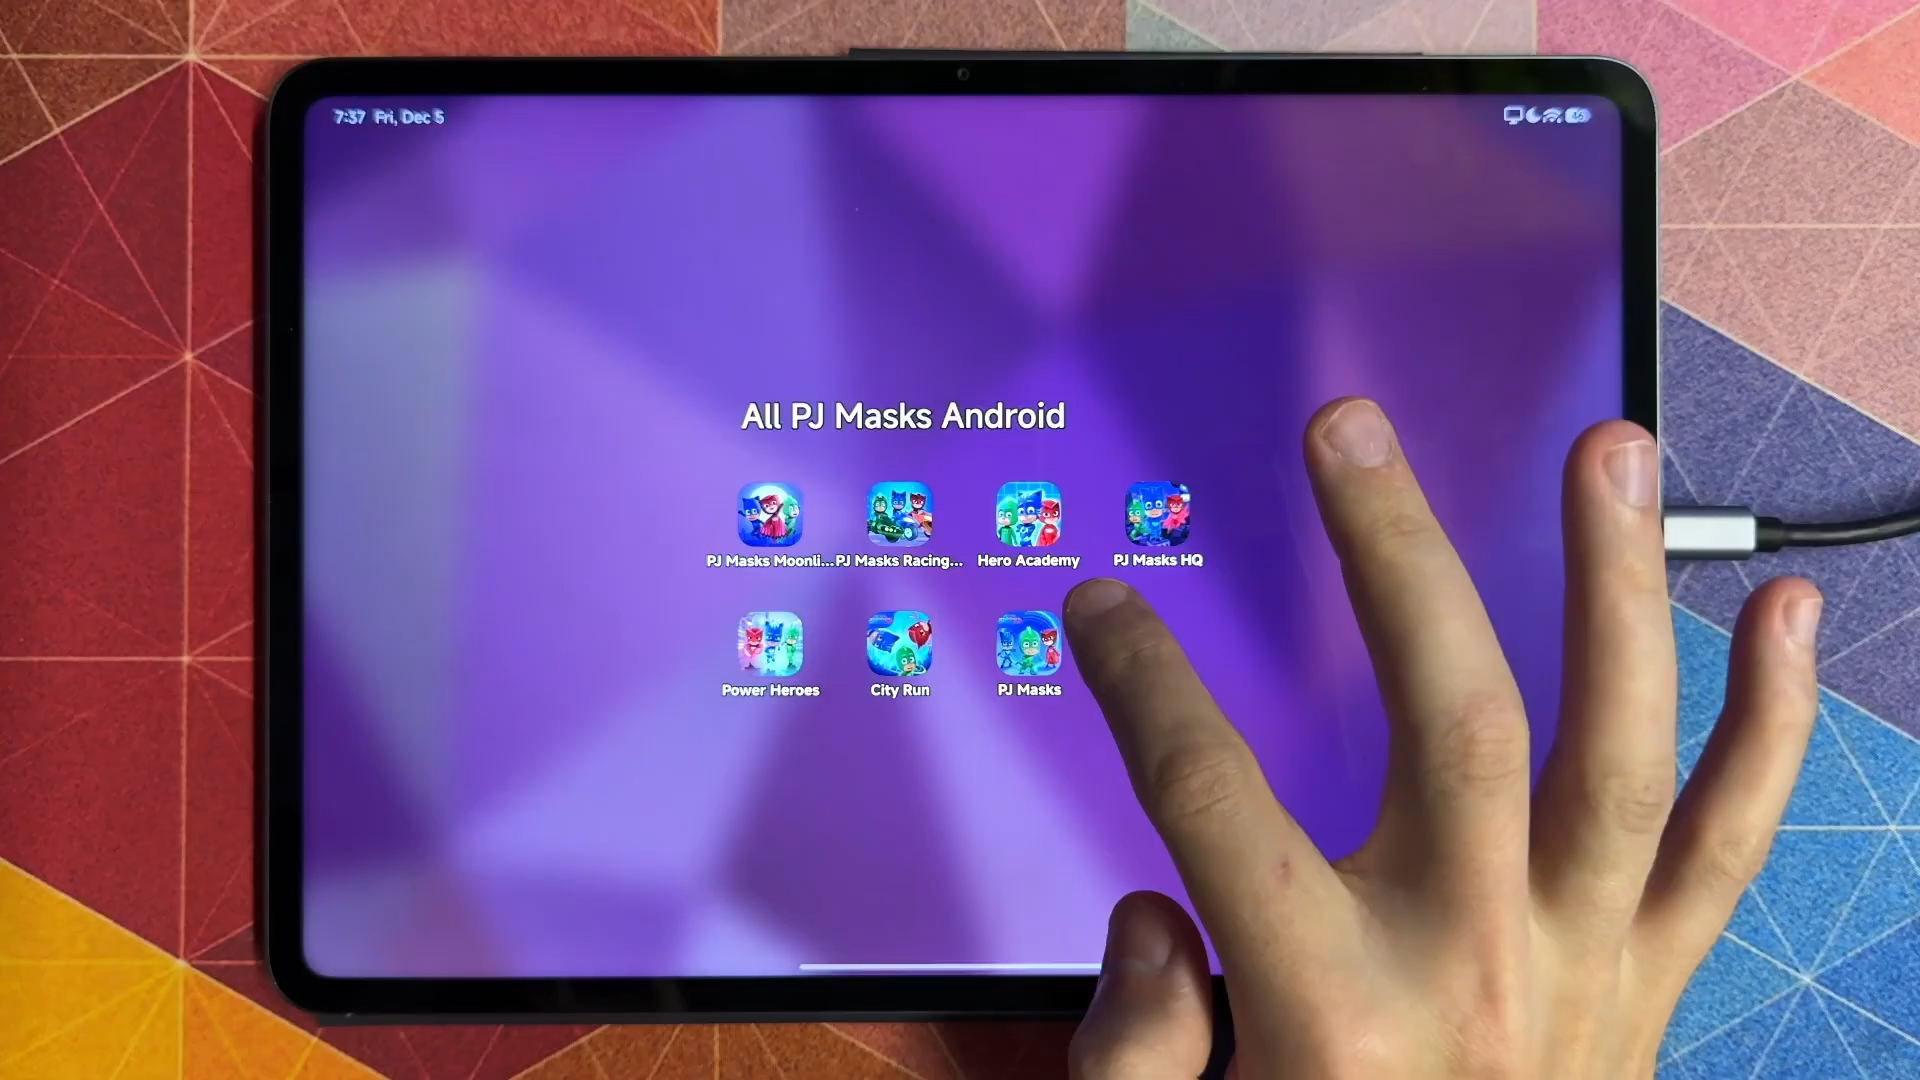 7:37 Fri, Dec 5
All PJ Masks Android
PJ Masks Moonli... PJ Masks Racing... Hero Academy PJ Masks HQ
Power Heroes City Run PJ Masks